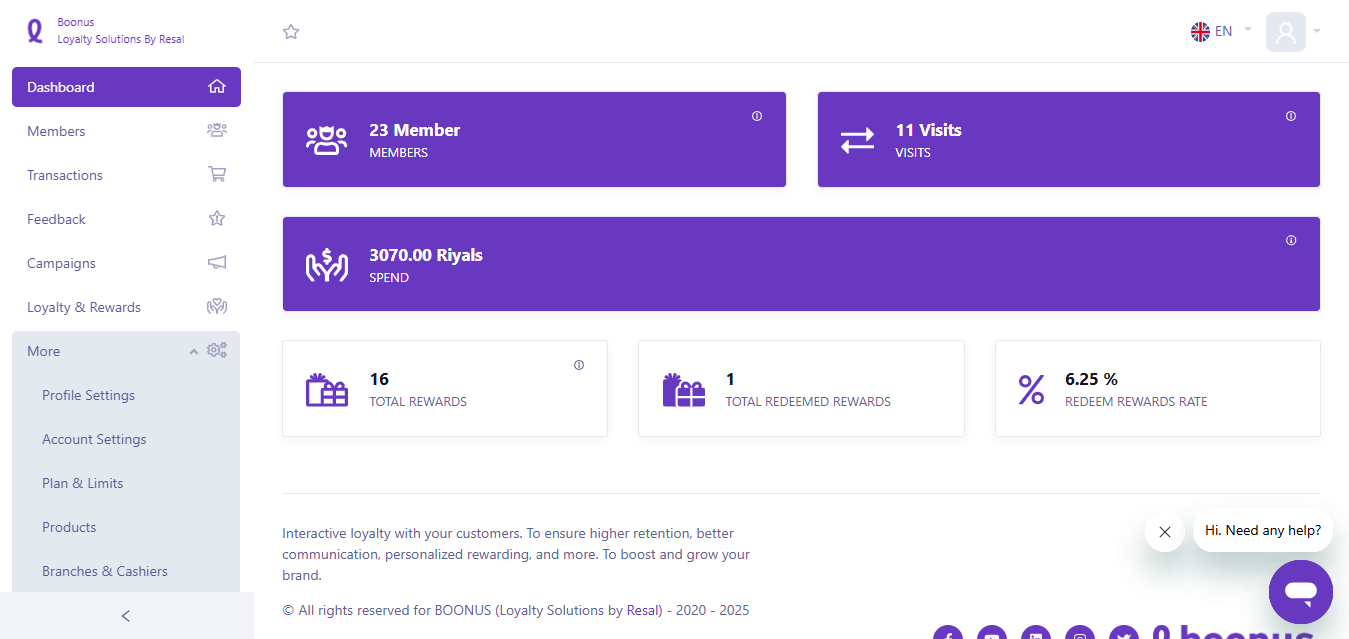 Boonus
Loyalty Solutions By Resal
EN
Dashboard
Members
Transactions
Feedback
Campaigns
Loyalty & Rewards
More
Profile Settings
Account Settings
Plan & Limits
Products
Branches & Cashiers
23 Member
MEMBERS
11 Visits
VISITS
3070.00 Riyals
SPEND
16
TOTAL REWARDS
1
TOTAL REDEEMED REWARDS
6.25 %
REDEEM REWARDS RATE
Interactive loyalty with your customers. To ensure higher retention, better
communication, personalized rewarding, and more. To boost and grow your
brand.
© All rights reserved for BOONUS (Loyalty Solutions by Resal) - 2020 - 2025
Hi. Need any help?
boonus